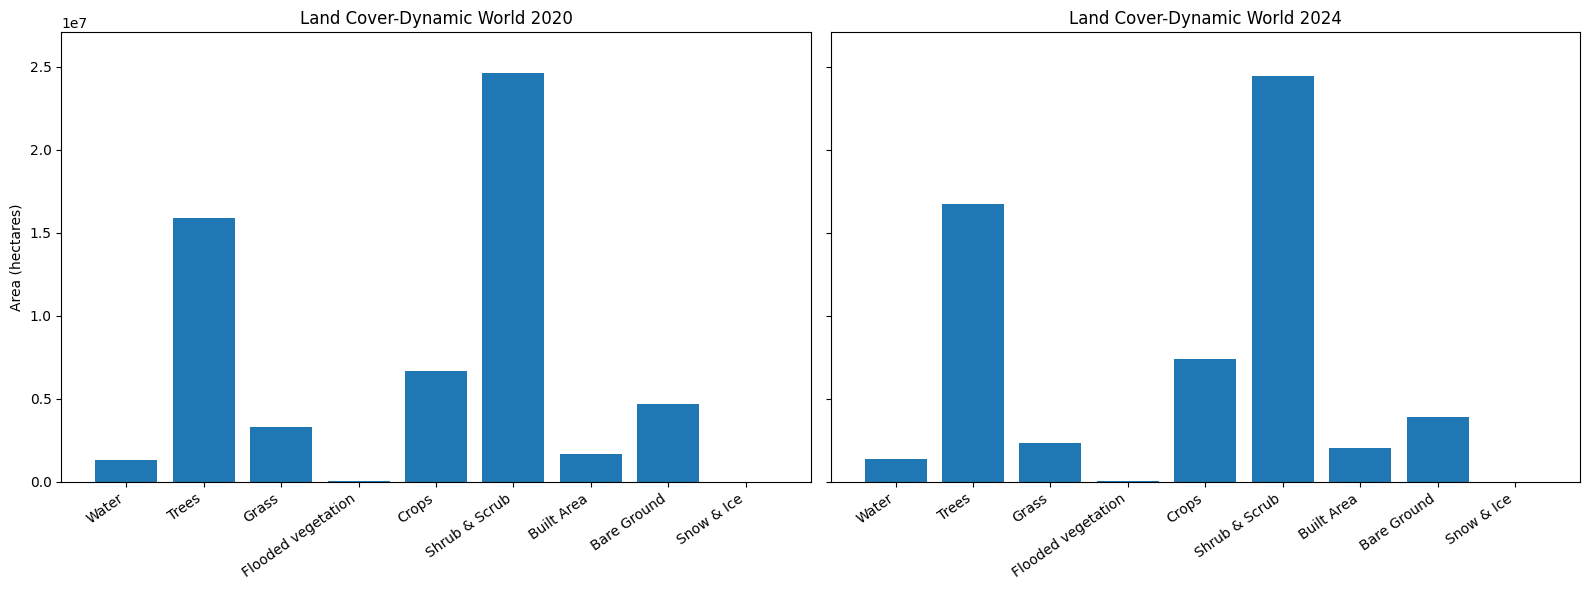 Land Cover-Dynamic World 2020
1e7
2.5
2.0
1.5
1.0
0.5
0.0
Area (hectares)
Water
Trees
Grass
Flooded vegetation
Crops
Shrub & Scrub
Built Area
Bare Ground
Snow & Ice
Land Cover-Dynamic World 2024
Water
Trees
Grass
Flooded vegetation
Crops
Shrub & Scrub
Built Area
Bare Ground
Snow & Ice